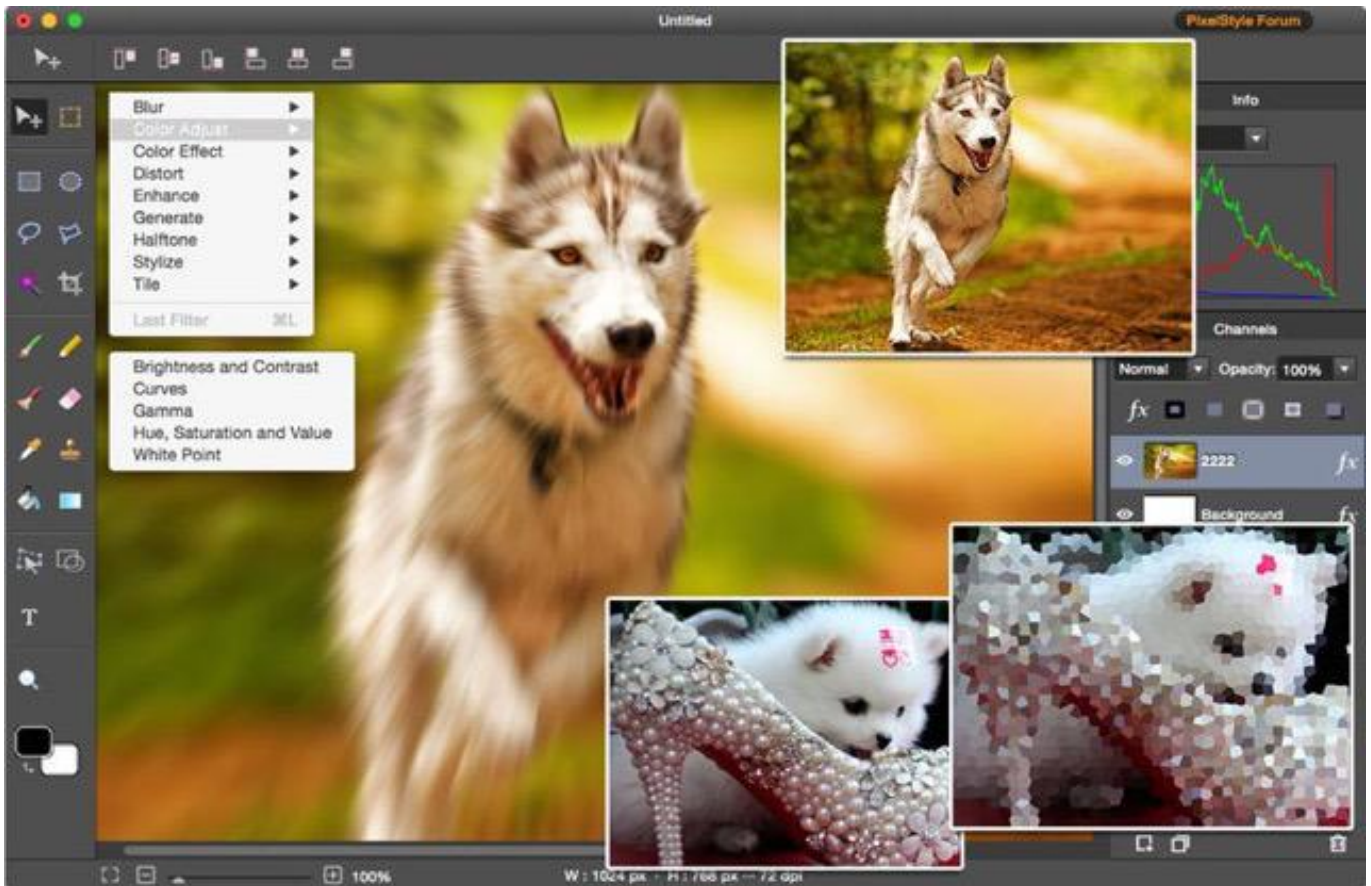 Untitled
PixelStyle Forum
Info
Blur
Color Adjust
Color Effect
Distort
Enhance
Generate
Halftone
Stylize
Tile
Last Filter ⌘L
Brightness and Contrast
Curves
Gamma
Hue, Saturation and Value
White Point
Channels
Normal Opacity: 100%
fx
2222 fx
Background fx
T
100% W : 1024 px · H : 768 px --- 72 dpi